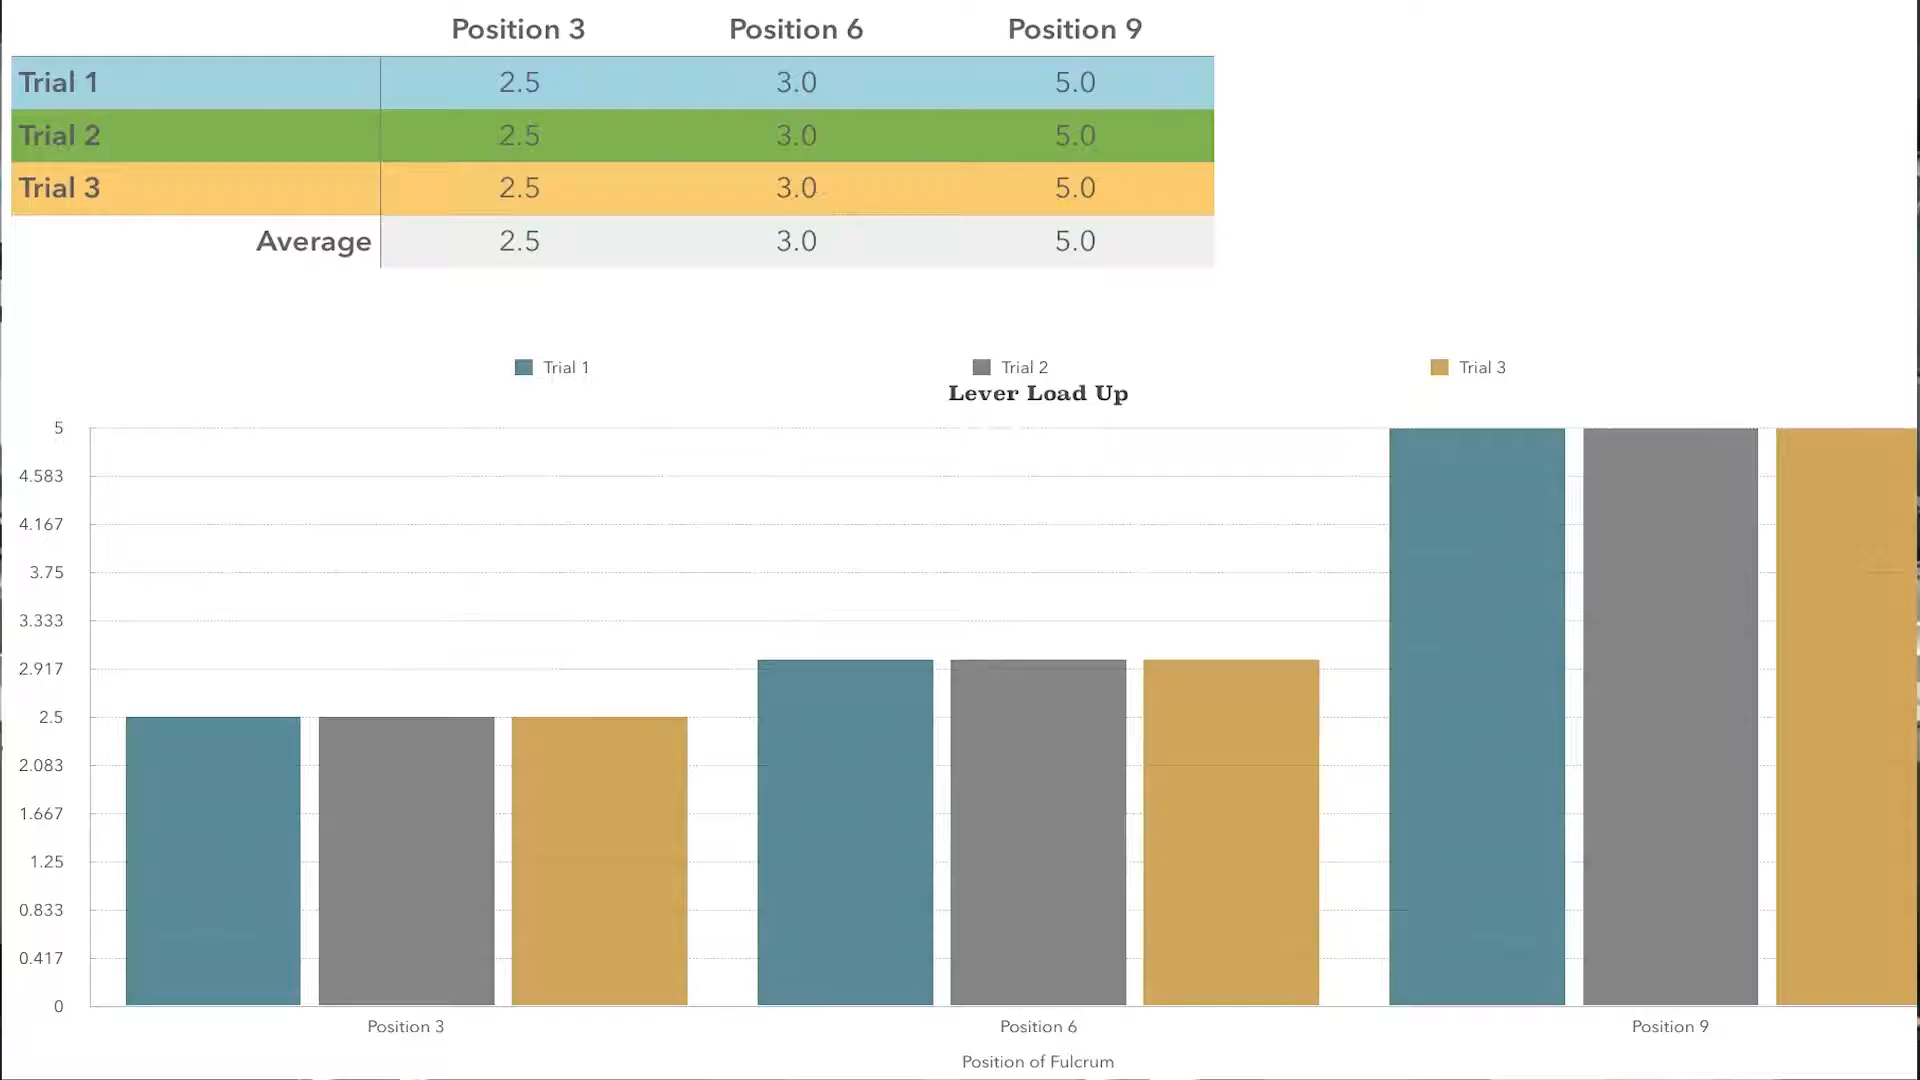 Position 3 Position 6 Position 9
Trial 1 2.5 3.0 5.0
Trial 2 2.5 3.0 5.0
Trial 3 2.5 3.0 5.0
Average 2.5 3.0 5.0
Trial 1 Trial 2 Trial 3
Lever Load Up
5
4.583
4.167
3.75
3.333
2.917
2.5
2.083
1.667
1.25
0.833
0.417
0
Position 3 Position 6 Position 9
Position of Fulcrum